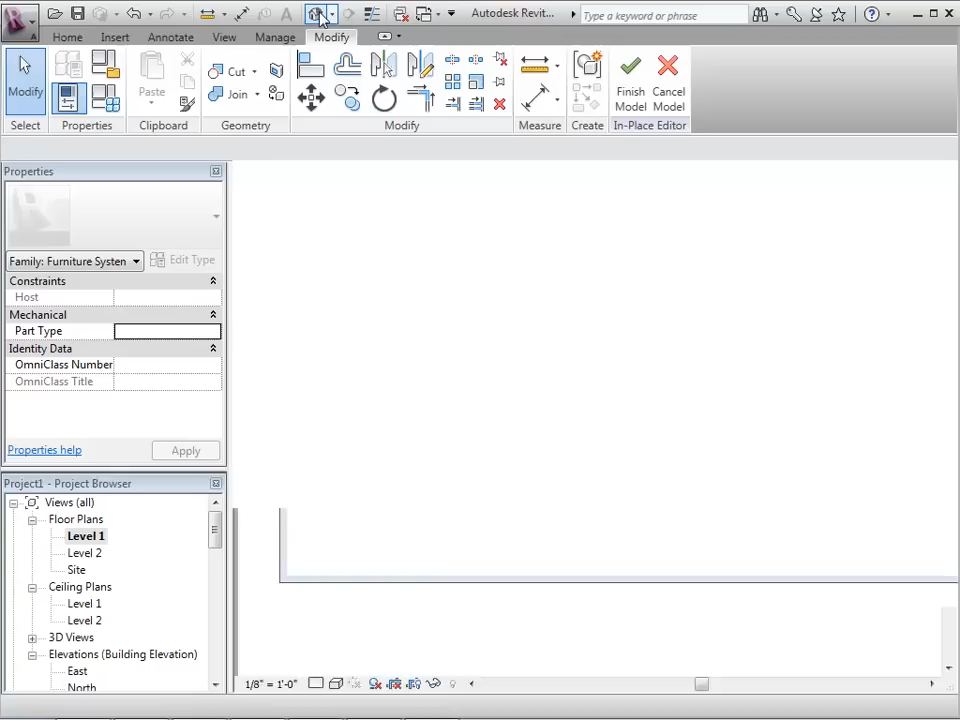 Autodesk Revit...
Type a keyword or phrase
Home Insert Annotate View Manage Modify
Modify
Paste
Cut
Join
Finish Model
Cancel Model
Select Properties Clipboard Geometry Modify Measure Create In-Place Editor
Properties
Family: Furniture System
Edit Type
Constraints
Host
Mechanical
Part Type
Identity Data
OmniClass Number
OmniClass Title
Properties help
Apply
Project1 - Project Browser
Views (all)
Floor Plans
Level 1
Level 2
Site
Ceiling Plans
Level 1
Level 2
3D Views
Elevations (Building Elevation)
East
North
1/8" = 1'-0"